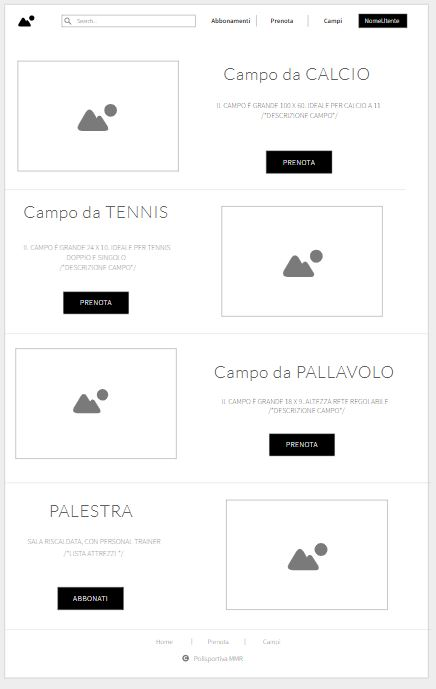 Search...
Abbonamenti
Prenota
Campi
NomeUtente
Campo da CALCIO
IL CAMPO È GRANDE 100 X 60. IDEALE PER CALCIO A 11
/*DESCRIZIONE CAMPO*/
PRENOTA
Campo da TENNIS
IL CAMPO È GRANDE 24 X 10. IDEALE PER TENNIS
DOPPIO E SINGOLO
/*DESCRIZIONE CAMPO*/
PRENOTA
Campo da PALLAVOLO
IL CAMPO È GRANDE 18 X 9. ALTEZZA RETE REGOLABILE
/*DESCRIZIONE CAMPO*/
PRENOTA
PALESTRA
SALA RISCALDATA, CON PERSONAL TRAINER
/*LISTA ATTREZZI */
ABBONATI
Home
Prenota
Campi
© Polisportiva MMR